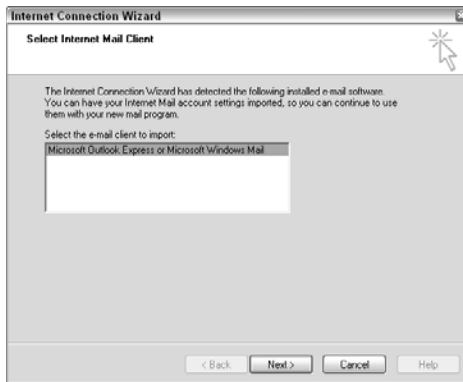 Internet Connection Wizard
Select Internet Mail Client
The Internet Connection Wizard has detected the following installed e-mail software.
You can have your Internet Mail account settings imported, so you can continue to use
them with your new mail program.
Select the e-mail client to import:
Microsoft Outlook Express or Microsoft Windows Mail
< Back Next > Cancel Help